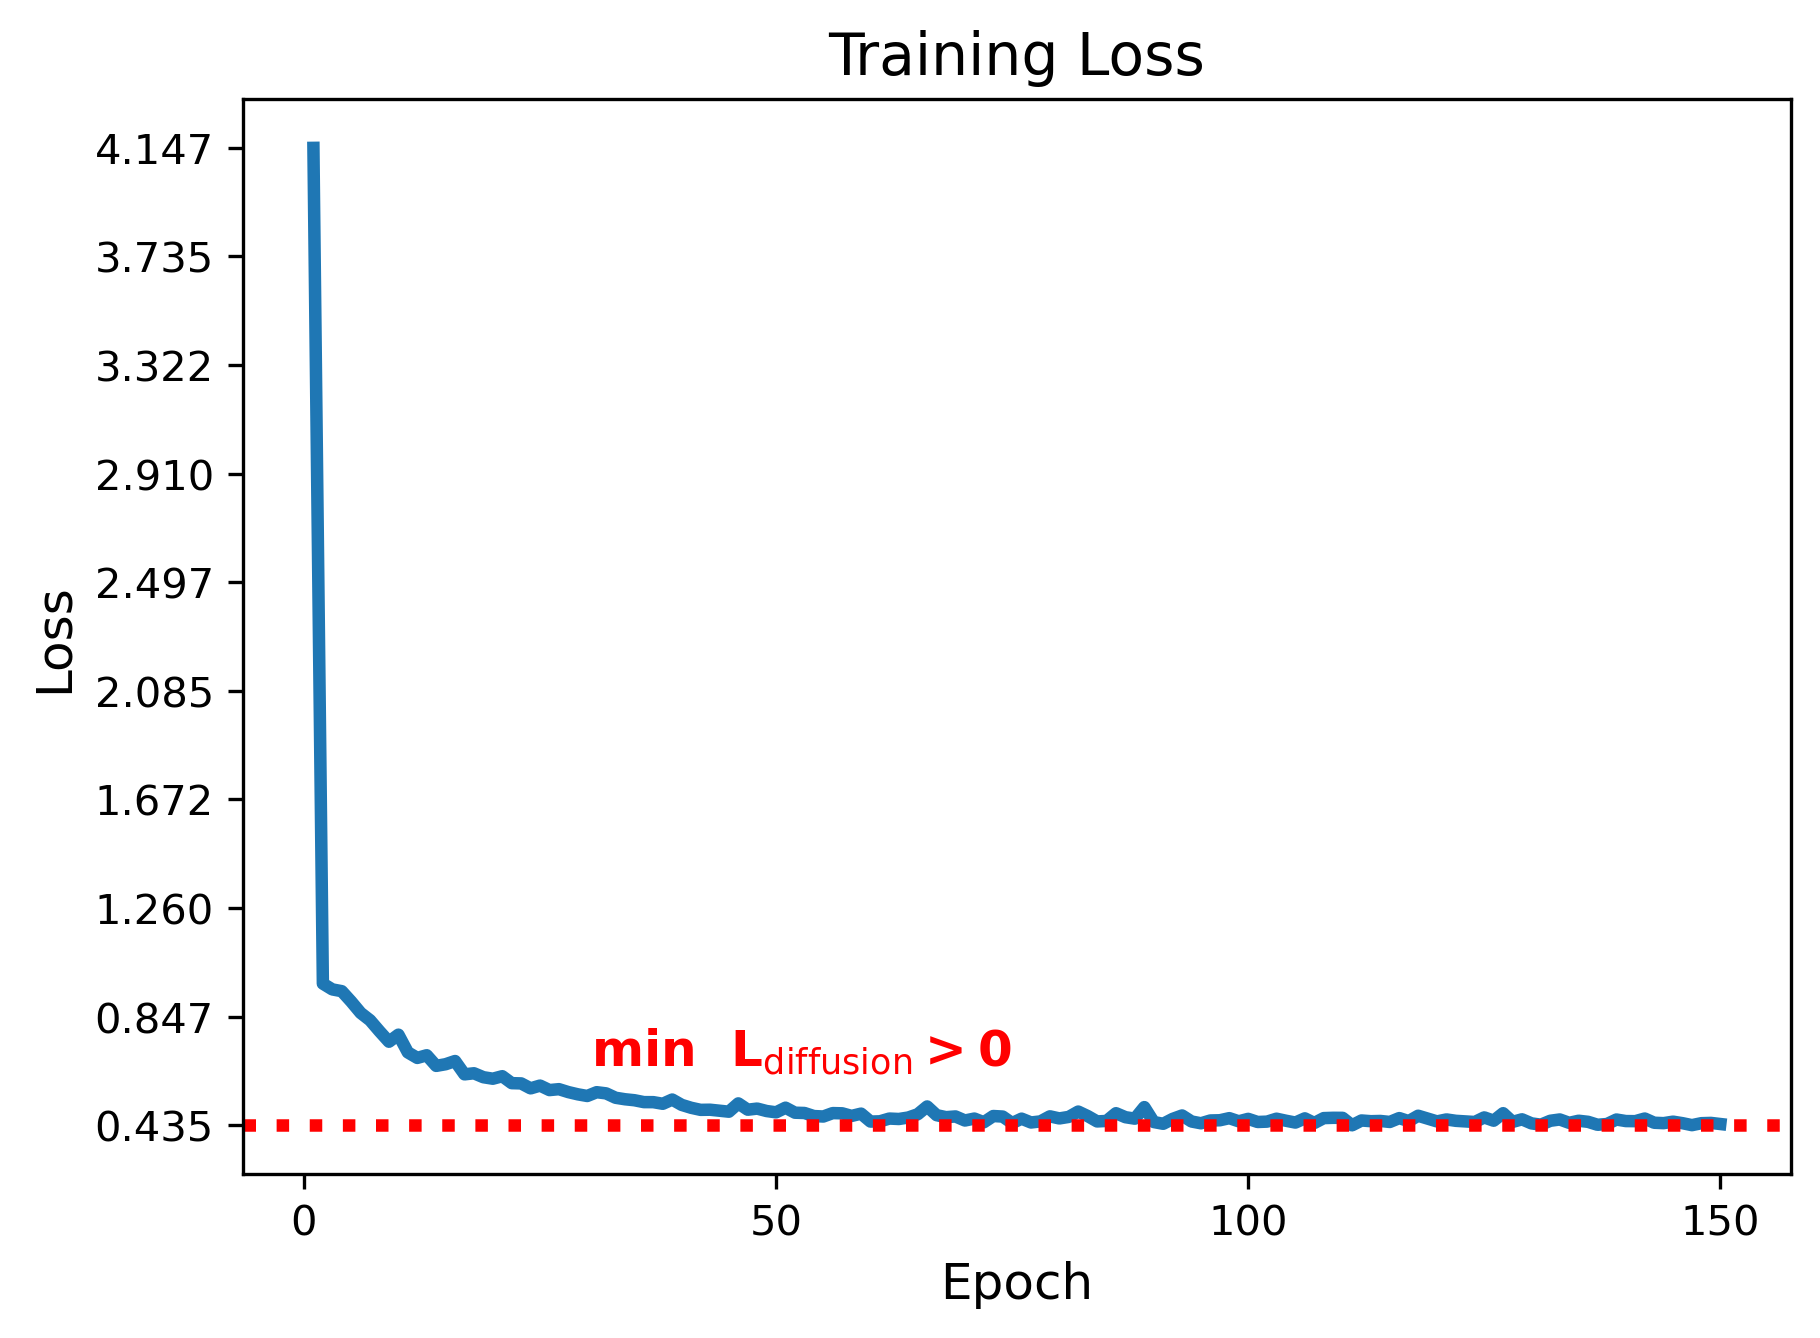 Training Loss
4.147
3.735
3.322
2.910
2.497
2.085
1.672
1.260
0.847
0.435
Loss
min L_diffusion > 0
0 50 100 150
Epoch